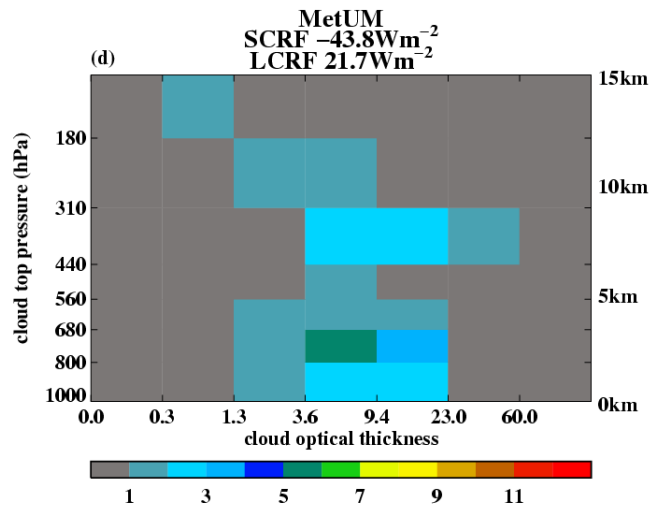 MetUM
SCRF −43.8Wm−2
LCRF 21.7Wm−2
(d)
15km
180
10km
310
440
5km
560
680
800
1000
0km
0.0 0.3 1.3 3.6 9.4 23.0 60.0
cloud top pressure (hPa)
cloud optical thickness
1 3 5 7 9 11